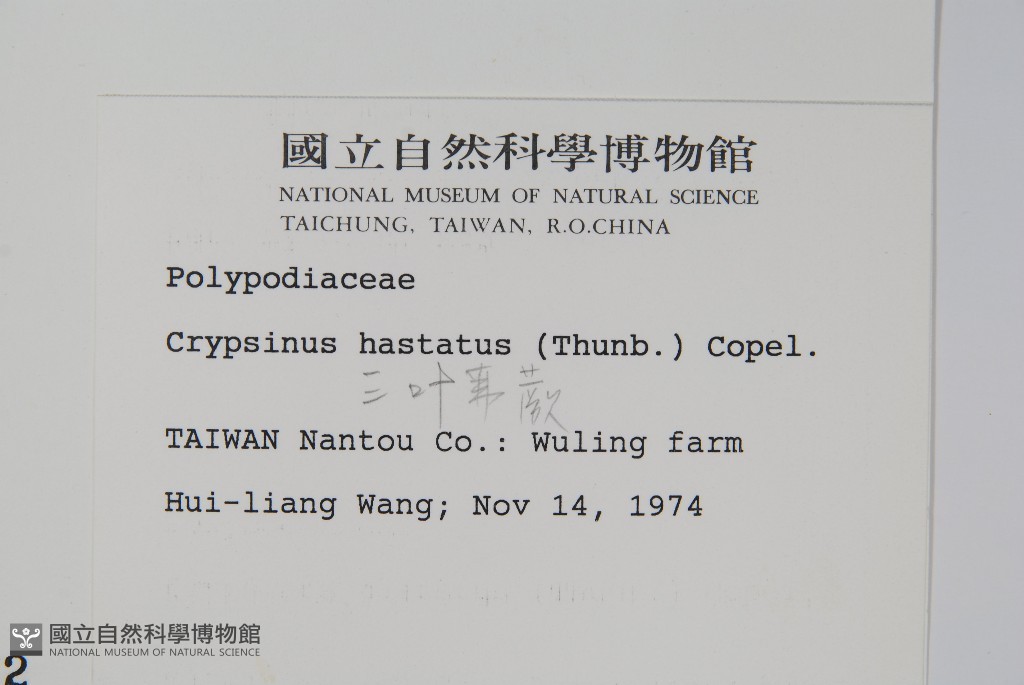 國立自然科學博物館
NATIONAL MUSEUM OF NATURAL SCIENCE
TAICHUNG, TAIWAN, R.O.CHINA
Polypodiaceae
Crypsinus hastatus (Thunb.) Copel.
三叶茀蕨
TAIWAN Nantou Co.: Wuling farm
Hui-liang Wang; Nov 14, 1974
國立自然科學博物館
NATIONAL MUSEUM OF NATURAL SCIENCE
2